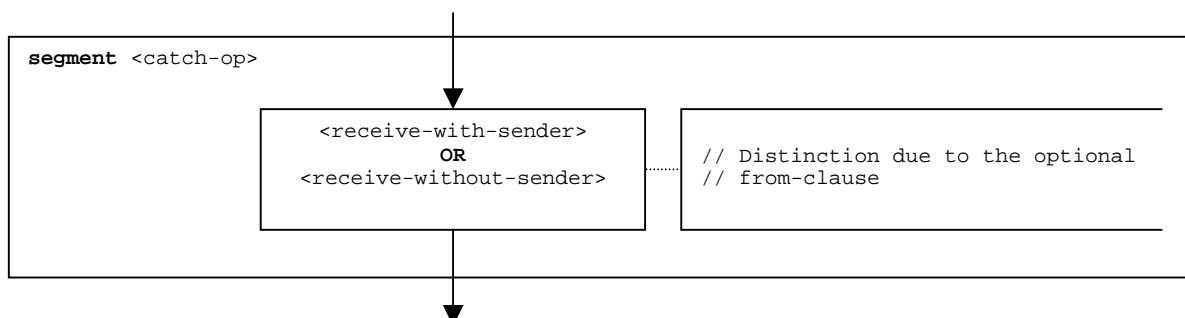 segment <catch-op>
<receive-with-sender>
OR
<receive-without-sender>
// Distinction due to the optional
// from-clause